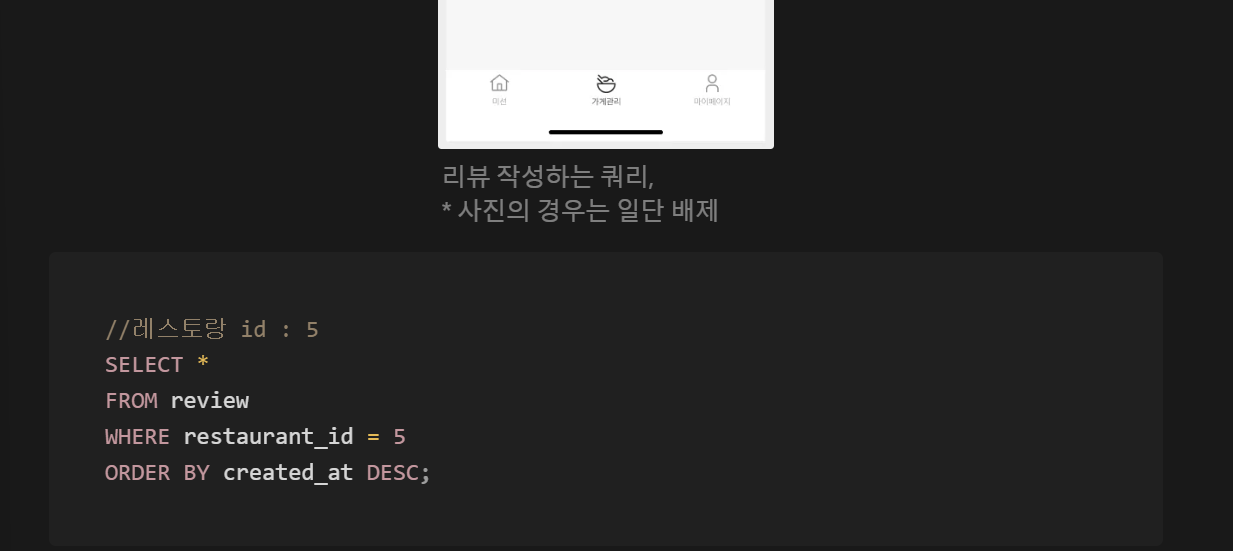 미션 가게관리 마이페이지
리뷰 작성하는 쿼리,
* 사진의 경우는 일단 배제
//레스토랑 id : 5
SELECT *
FROM review
WHERE restaurant_id = 5
ORDER BY created_at DESC;